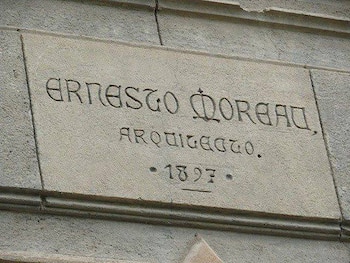 ERNESTO MOREAU,
ARQUITECTO.
· 1897 ·